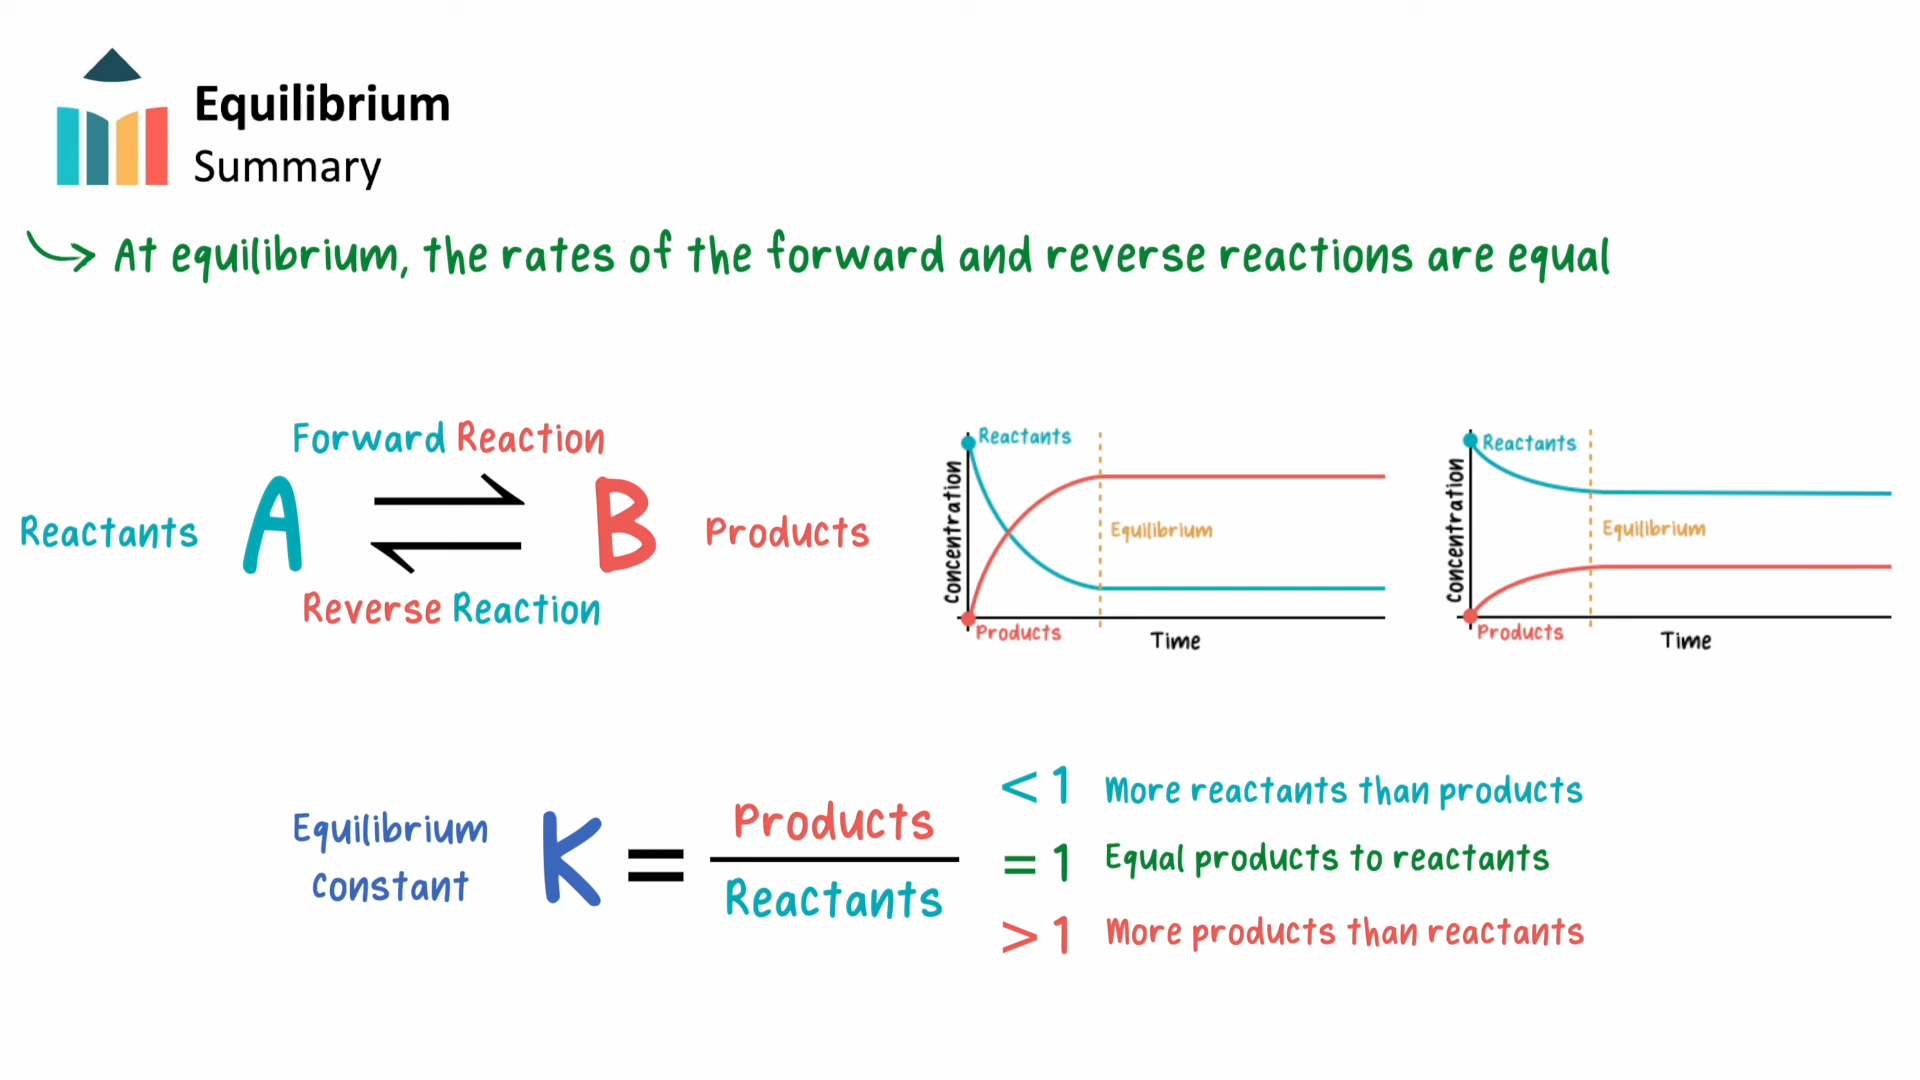 Equilibrium
Summary
At equilibrium, the rates of the forward and reverse reactions are equal
Forward Reaction
Reactants A ⇌ B Products
Reverse Reaction
Concentration
Reactants
Equilibrium
Products
Time
Concentration
Reactants
Equilibrium
Products
Time
Equilibrium
constant
K = Products
Reactants
< 1 More reactants than products
= 1 Equal products to reactants
> 1 More products than reactants